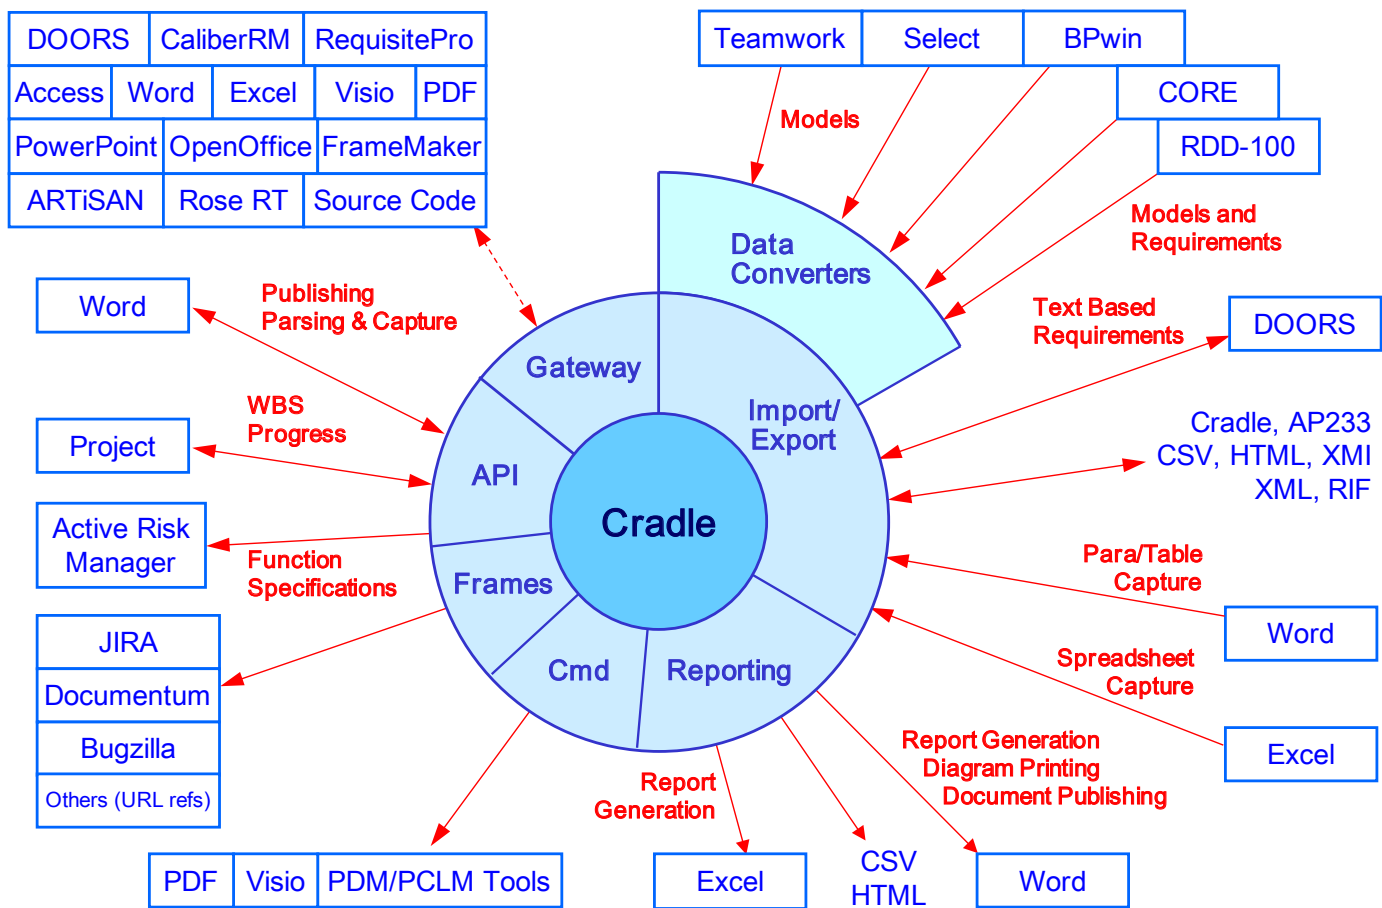 DOORS CaliberRM RequisitePro
Access Word Excel Visio PDF
PowerPoint OpenOffice FrameMaker
ARTiSAN Rose RT Source Code
Teamwork Select BPwin
CORE
RDD-100
Models
Models and
Requirements
Data
Converters
Word
Publishing
Parsing & Capture
Text Based
Requirements
DOORS
Gateway
Import/
Export
WBS
Progress
Project
API
Cradle, AP233
CSV, HTML, XMI
XML, RIF
Cradle
Active Risk
Manager
Function
Specifications
Frames
Para/Table
Capture
Word
JIRA
Documentum
Bugzilla
Others (URL refs)
Cmd
Reporting
Spreadsheet
Capture
Excel
Report
Generation
Report Generation
Diagram Printing
Document Publishing
PDF Visio PDM/PCLM Tools
Excel
CSV
HTML
Word